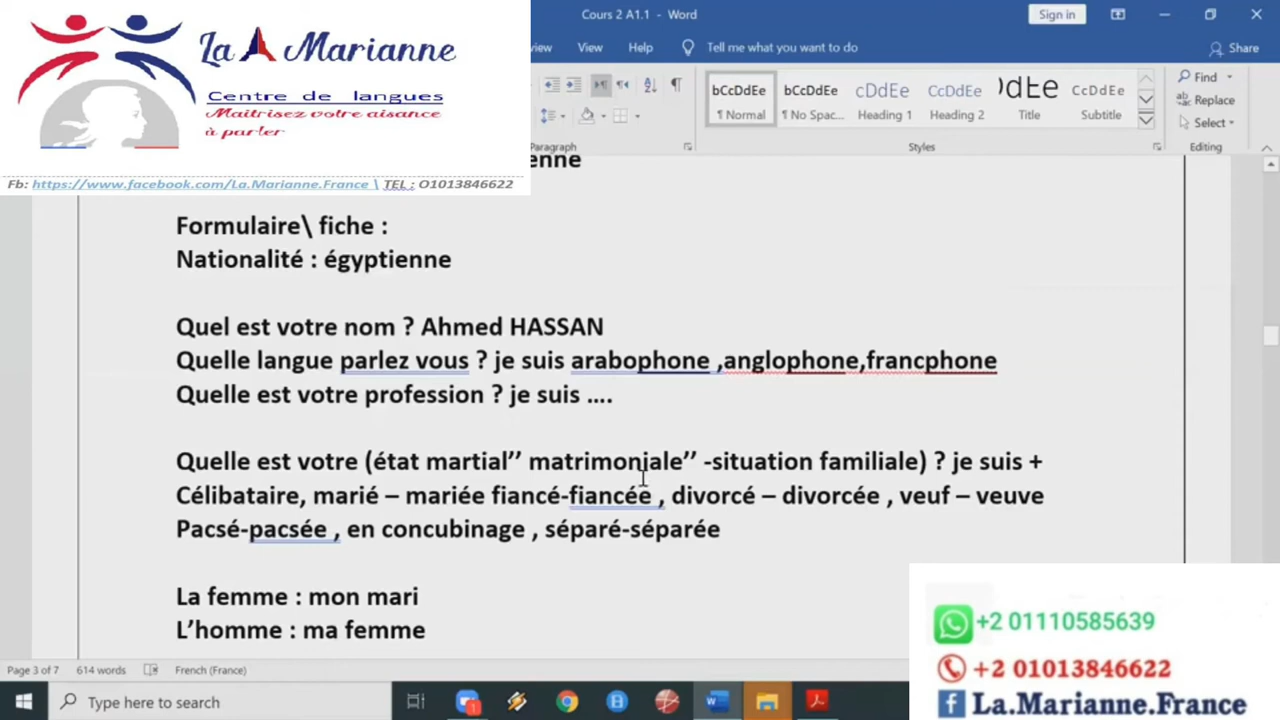 La Marianne
Centre de langues
Maitrisez votre aisance
à parler
Fb: https://www.facebook.com/La.Marianne.France \ TEL : O1013846622
Cours 2 A1.1 - Word
Sign in
View
Help
Tell me what you want to do
Share
bCcDdEe
bCcDdEe
cDdEe
CcDdEe
CcDdEe
¶ Normal
¶ No Spac...
Heading 1
Heading 2
Title
Subtitle
Find
Replace
Select
Paragraph
Styles
Editing
enne
Formulaire\ fiche :
Nationalité : égyptienne
Quel est votre nom ? Ahmed HASSAN
Quelle langue parlez vous ? je suis arabophone ,anglophone,francphone
Quelle est votre profession ? je suis ….
Quelle est votre (état martial’’ matrimoniale’’ -situation familiale) ? je suis +
Célibataire, marié – mariée fiancé-fiancée , divorcé – divorcée , veuf – veuve
Pacsé-pacsée , en concubinage , séparé-séparée
La femme : mon mari
L’homme : ma femme
+2 01110585639
+2 01013846622
La.Marianne.France
Page 3 of 7
614 words
French (France)
Type here to search